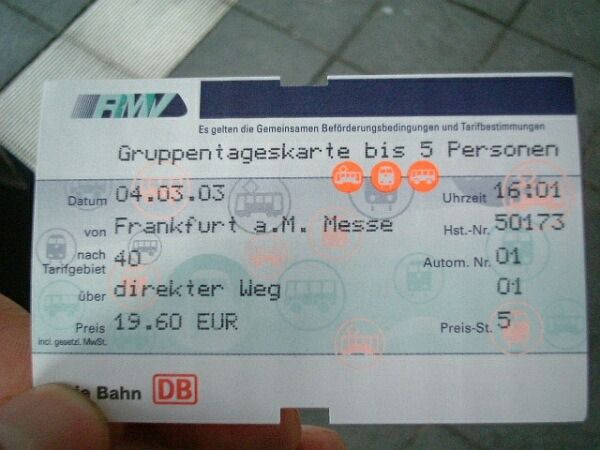 RMV
Es gelten die Gemeinsamen Beförderungsbedingungen und Tarifbestimmungen
Gruppentageskarte bis 5 Personen
Datum 04.03.03 Uhrzeit 16:01
von Frankfurt a.M. Messe Hst.-Nr. 50173
nach Tarifgebiet 40 Autom. Nr. 01
über direkter Weg 01
Preis 19.60 EUR Preis-St. 5
incl. gesetzl. MwSt.
Bahn DB